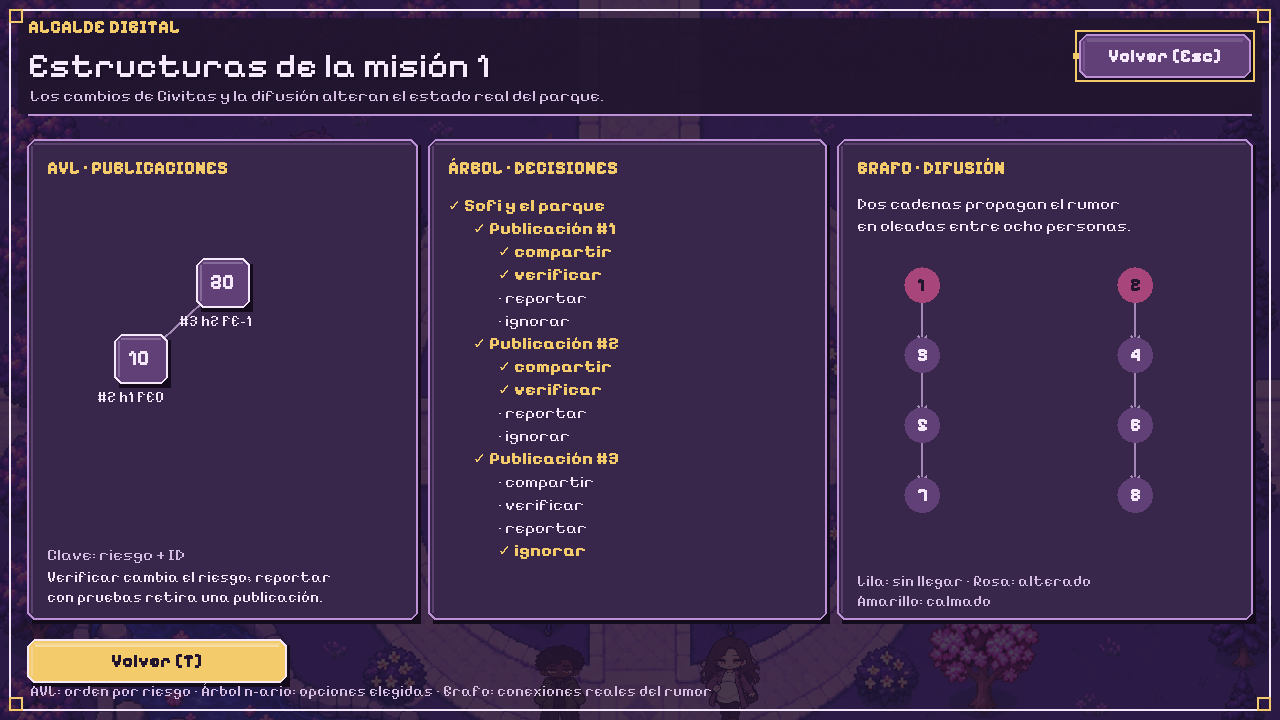 ALCALDE DIGITAL
Estructuras de la misión 1
Los cambios de Civitas y la difusión alteran el estado real del parque.
Volver (Esc)
AVL · PUBLICACIONES
80
#3 h2 FE-1
10
#2 h1 FE0
Clave: riesgo + ID
Verificar cambia el riesgo; reportar
con pruebas retira una publicación.
ÁRBOL · DECISIONES
✓ Sofi y el parque
✓ Publicación #1
✓ compartir
✓ verificar
· reportar
· ignorar
✓ Publicación #2
✓ compartir
✓ verificar
· reportar
· ignorar
✓ Publicación #3
· compartir
· verificar
· reportar
✓ ignorar
GRAFO · DIFUSIÓN
Dos cadenas propagan el rumor
en oleadas entre ocho personas.
1 2
3 4
5 6
7 8
Lila: sin llegar · Rosa: alterado
Amarillo: calmado
Volver (T)
AVL: orden por riesgo · Árbol n-ario: opciones elegidas · Grafo: conexiones reales del rumor